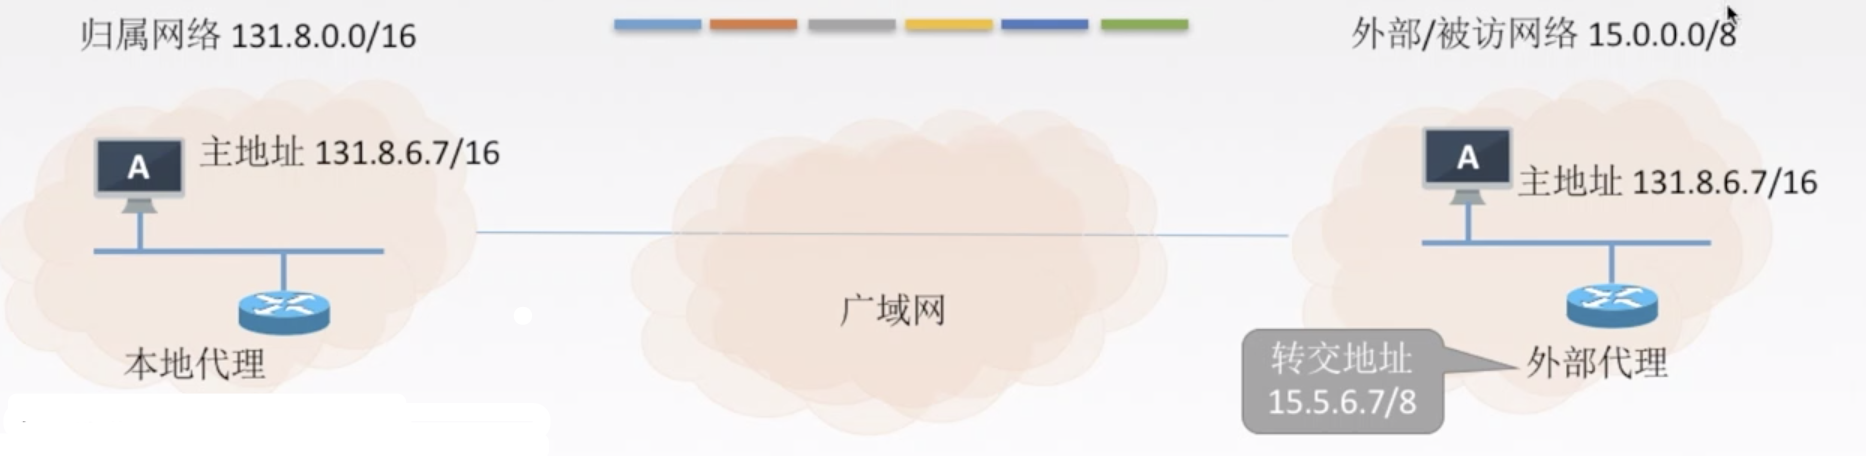 归属网络 131.8.0.0/16
外部/被访网络 15.0.0.0/8
A
主地址 131.8.6.7/16
A
主地址 131.8.6.7/16
广域网
本地代理
转交地址
15.5.6.7/8
外部代理